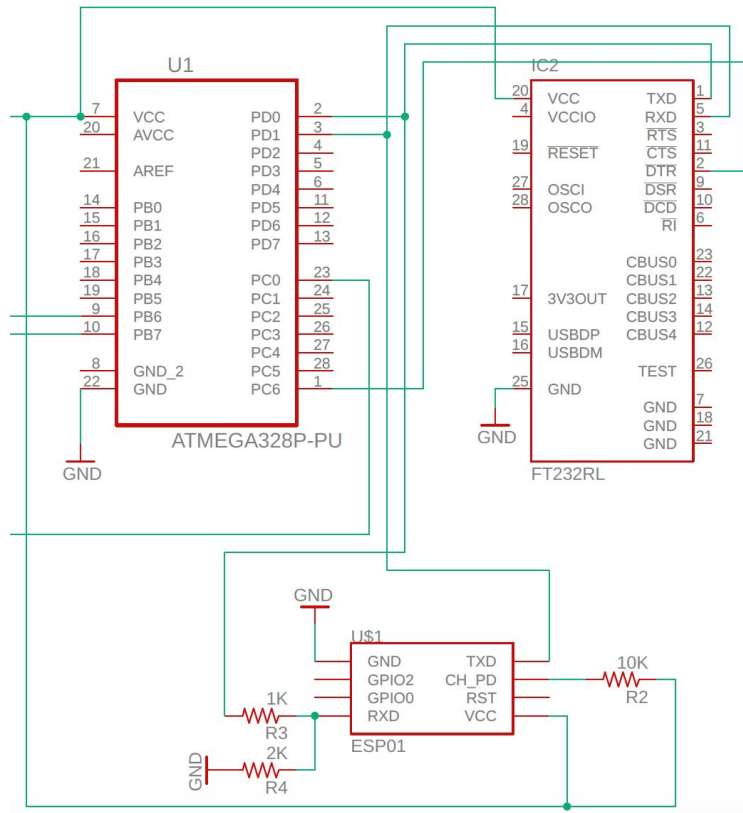 U1
7 VCC PD0 2
20 AVCC PD1 3
PD2 4
21 AREF PD3 5
PD4 6
14 PB0 PD5 11
15 PB1 PD6 12
16 PB2 PD7 13
17 PB3
18 PB4 PC0 23
19 PB5 PC1 24
9 PB6 PC2 25
10 PB7 PC3 26
PC4 27
8 GND_2 PC5 28
22 GND PC6 1
ATMEGA328P-PU
GND
IC2
20 VCC TXD 1
4 VCCIO RXD 5
RTS 3
19 RESET CTS 11
DTR 2
27 OSCI DSR 9
28 OSCO DCD 10
RI 6
CBUS0 23
CBUS1 22
17 3V3OUT CBUS2 13
CBUS3 14
15 USBDP CBUS4 12
16 USBDM
TEST 26
25 GND
GND 7
GND 18
GND 21
FT232RL
GND
GND
U$1
GND TXD
GPIO2 CH_PD
GPIO0 RST
RXD VCC
ESP01
10K
R2
1K
R3
2K
R4
GND